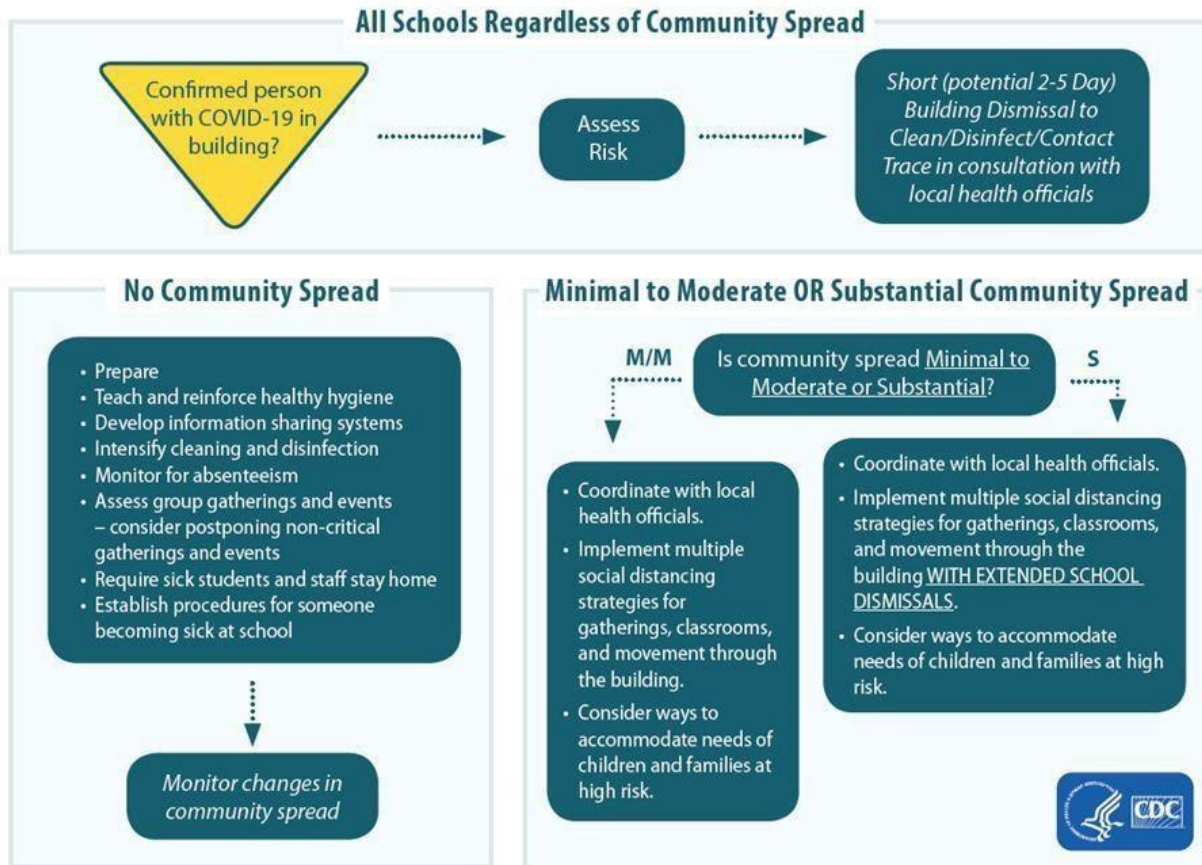 All Schools Regardless of Community Spread
Confirmed person
with COVID-19 in
building?
Assess
Risk
Short (potential 2-5 Day)
Building Dismissal to
Clean/Disinfect/Contact
Trace in consultation with
local health officials
No Community Spread
• Prepare
• Teach and reinforce healthy hygiene
• Develop information sharing systems
• Intensify cleaning and disinfection
• Monitor for absenteeism
• Assess group gatherings and events
– consider postponing non-critical
gatherings and events
• Require sick students and staff stay home
• Establish procedures for someone
becoming sick at school
Monitor changes in
community spread
Minimal to Moderate OR Substantial Community Spread
Is community spread Minimal to
Moderate or Substantial?
M/M
S
• Coordinate with local
health officials.
• Implement multiple
social distancing
strategies for
gatherings, classrooms,
and movement through
the building.
• Consider ways to
accommodate needs of
children and families at
high risk.
• Coordinate with local health officials.
• Implement multiple social distancing
strategies for gatherings, classrooms,
and movement through the
building WITH EXTENDED SCHOOL
DISMISSALS.
• Consider ways to accommodate
needs of children and families at high
risk.
CDC